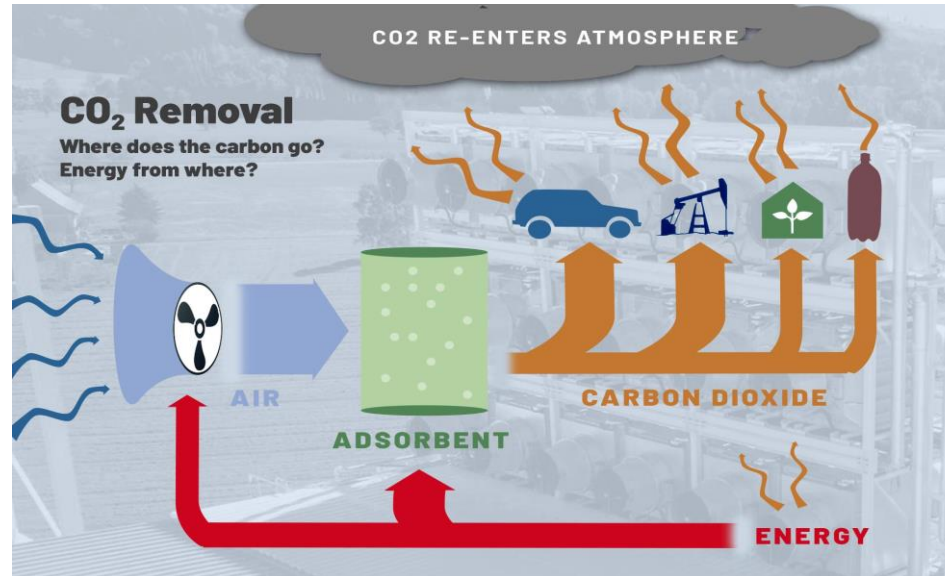 CO2 RE-ENTERS ATMOSPHERE
CO₂ Removal
Where does the carbon go?
Energy from where?
AIR
ADSORBENT
CARBON DIOXIDE
ENERGY